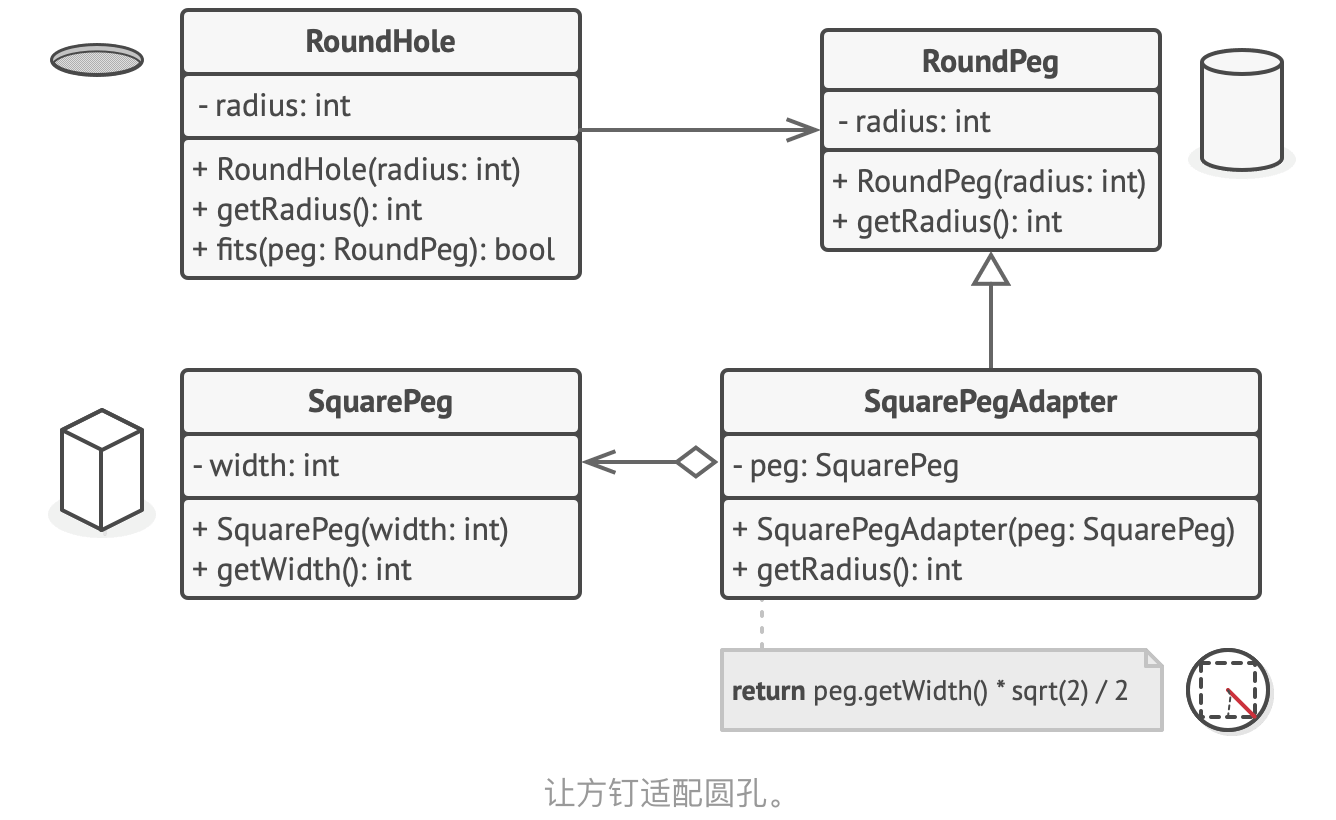 RoundHole
- radius: int
+ RoundHole(radius: int)
+ getRadius(): int
+ fits(peg: RoundPeg): bool
RoundPeg
- radius: int
+ RoundPeg(radius: int)
+ getRadius(): int
SquarePeg
- width: int
+ SquarePeg(width: int)
+ getWidth(): int
SquarePegAdapter
- peg: SquarePeg
+ SquarePegAdapter(peg: SquarePeg)
+ getRadius(): int
return peg.getWidth() * sqrt(2) / 2
让方钉适配圆孔。